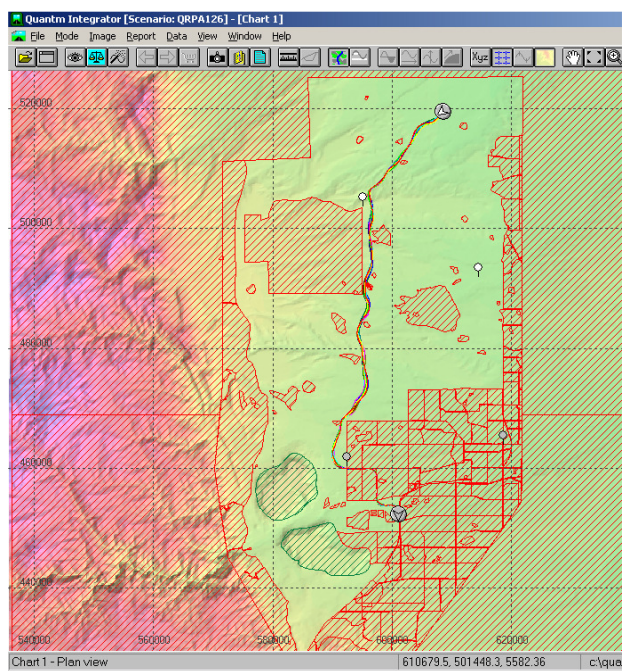 Quantm Integrator [Scenario: QRPA126] - [Chart 1]
File Mode Image Report Data View Window Help
Xyz
520000
500000
480000
460000
440000
540000 560000 580000 600000 620000
Chart 1 - Plan view 610679.5, 501448.3, 5582.36 c:\qua